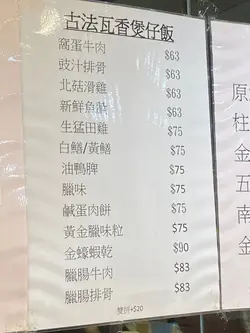 古法瓦香煲仔飯
窩蛋牛肉 $63
豉汁排骨 $63
北菇滑雞 $63
新鮮魚 $63
生猛田雞 $75
白鱔/黃鱔 $75
油鴨脾 $75
臘味 $75
鹹蛋肉餅 $75
黃金臘味粒 $75
金蠔蝦乾 $90
臘腸牛肉 $83
臘腸排骨 $83
雙拼+$20
原
柱
金
五
南
金